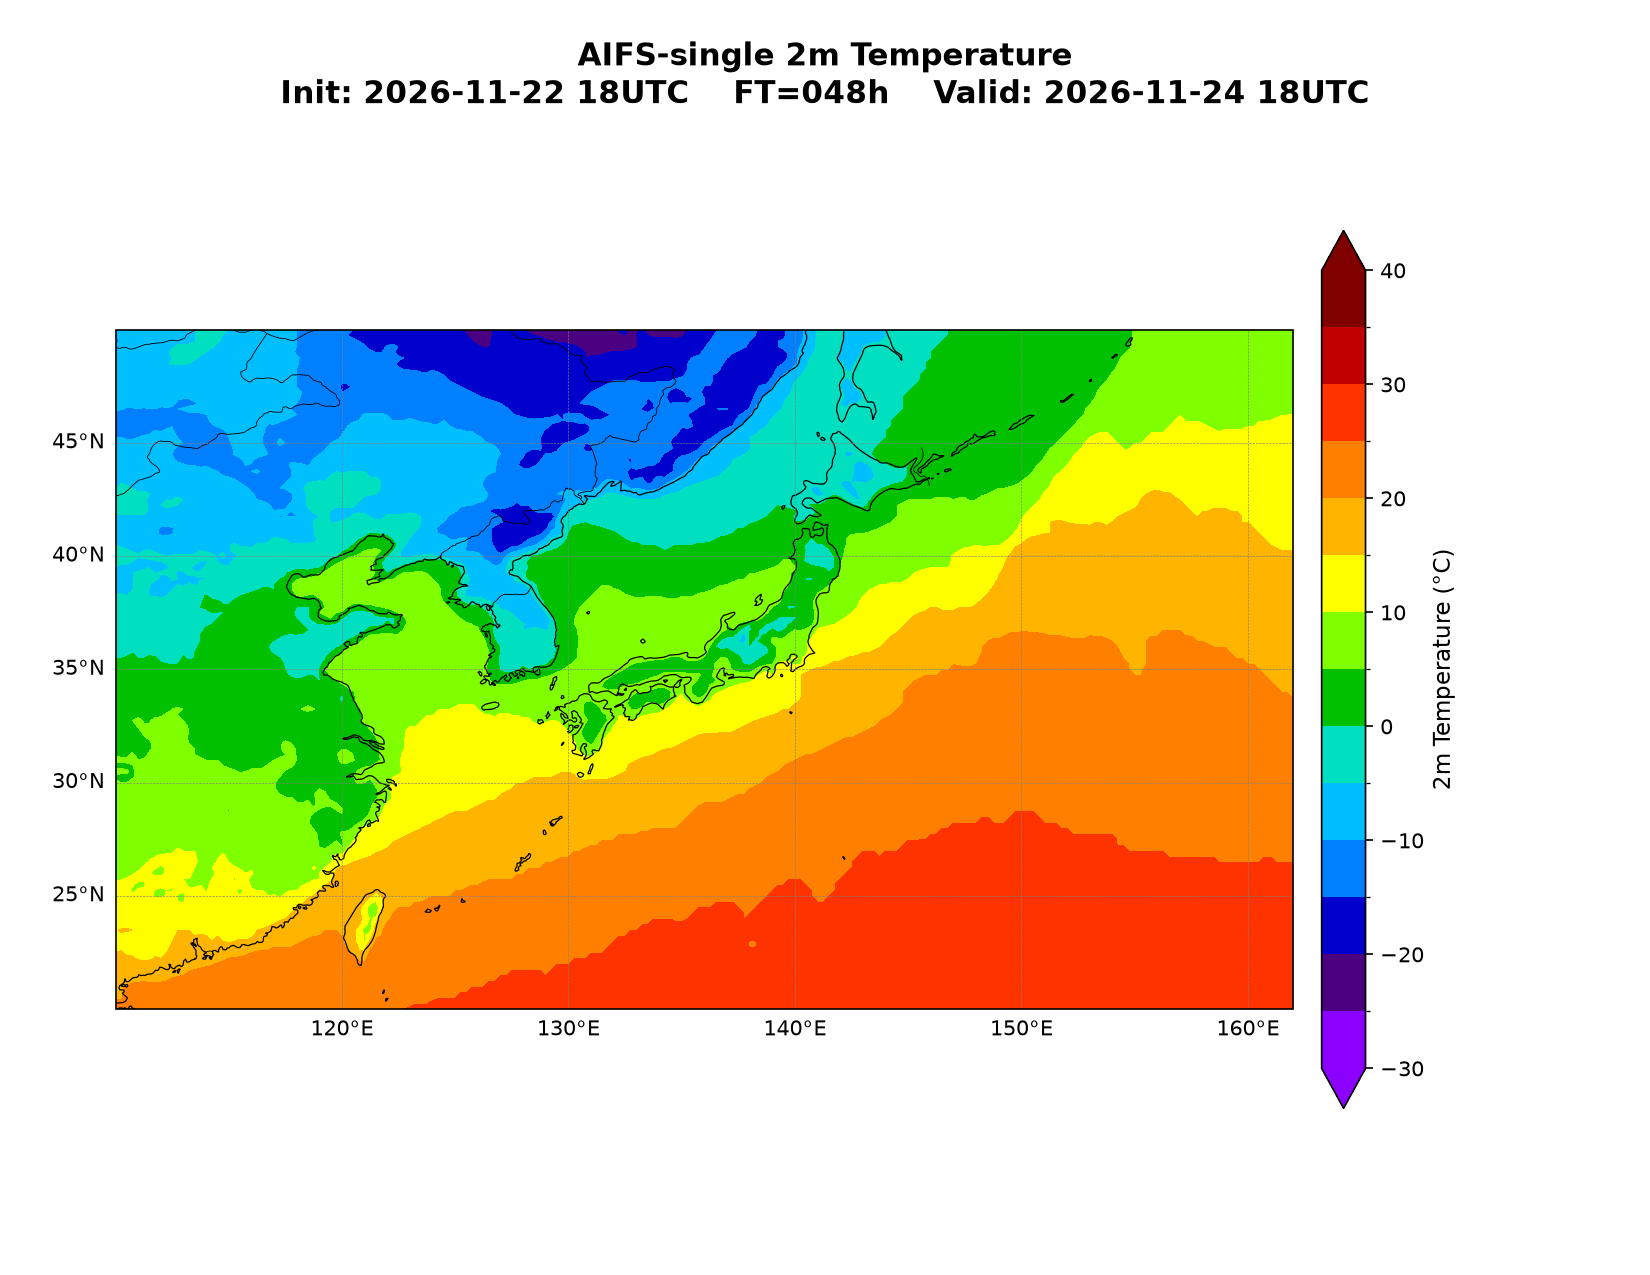 AIFS-single 2m Temperature
Init: 2026-11-22 18UTC    FT=048h    Valid: 2026-11-24 18UTC
45°N
40°N
35°N
30°N
25°N
120°E
130°E
140°E
150°E
160°E
40
30
20
10
0
−10
−20
−30
2m Temperature (°C)